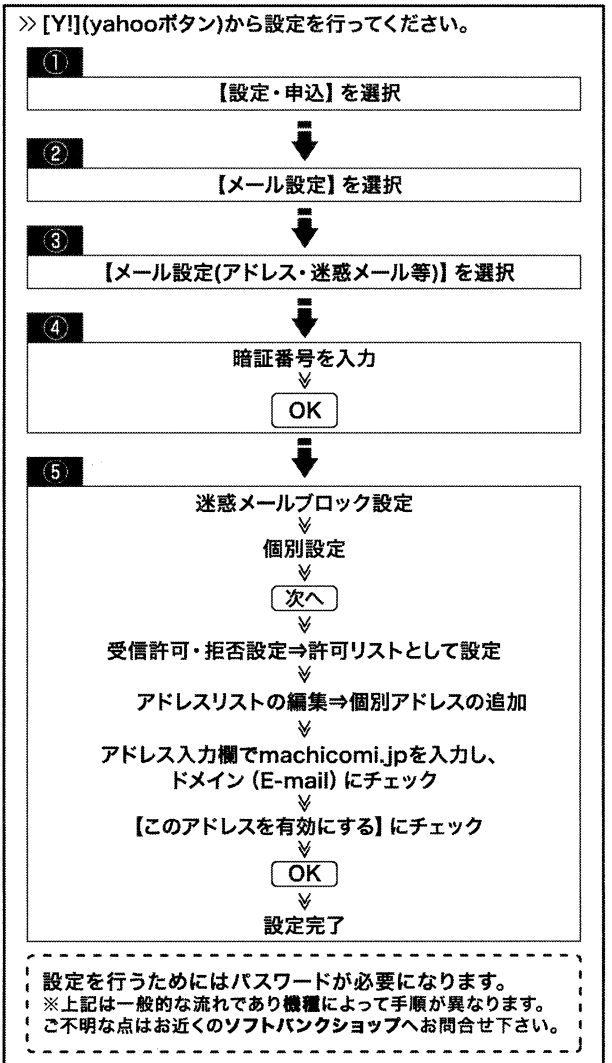 ≫ [Y!](yahooボタン)から設定を行ってください。
①
【設定・申込】を選択
②
【メール設定】を選択
③
【メール設定(アドレス・迷惑メール等)】を選択
④
暗証番号を入力
OK
⑤
迷惑メールブロック設定
個別設定
次へ
受信許可・拒否設定⇒許可リストとして設定
アドレスリストの編集⇒個別アドレスの追加
アドレス入力欄でmachicomi.jpを入力し、
ドメイン (E-mail) にチェック
【このアドレスを有効にする】にチェック
OK
設定完了
設定を行うためにはパスワードが必要になります。
※上記は一般的な流れであり機種によって手順が異なります。
ご不明な点はお近くのソフトバンクショップへお問合せ下さい。